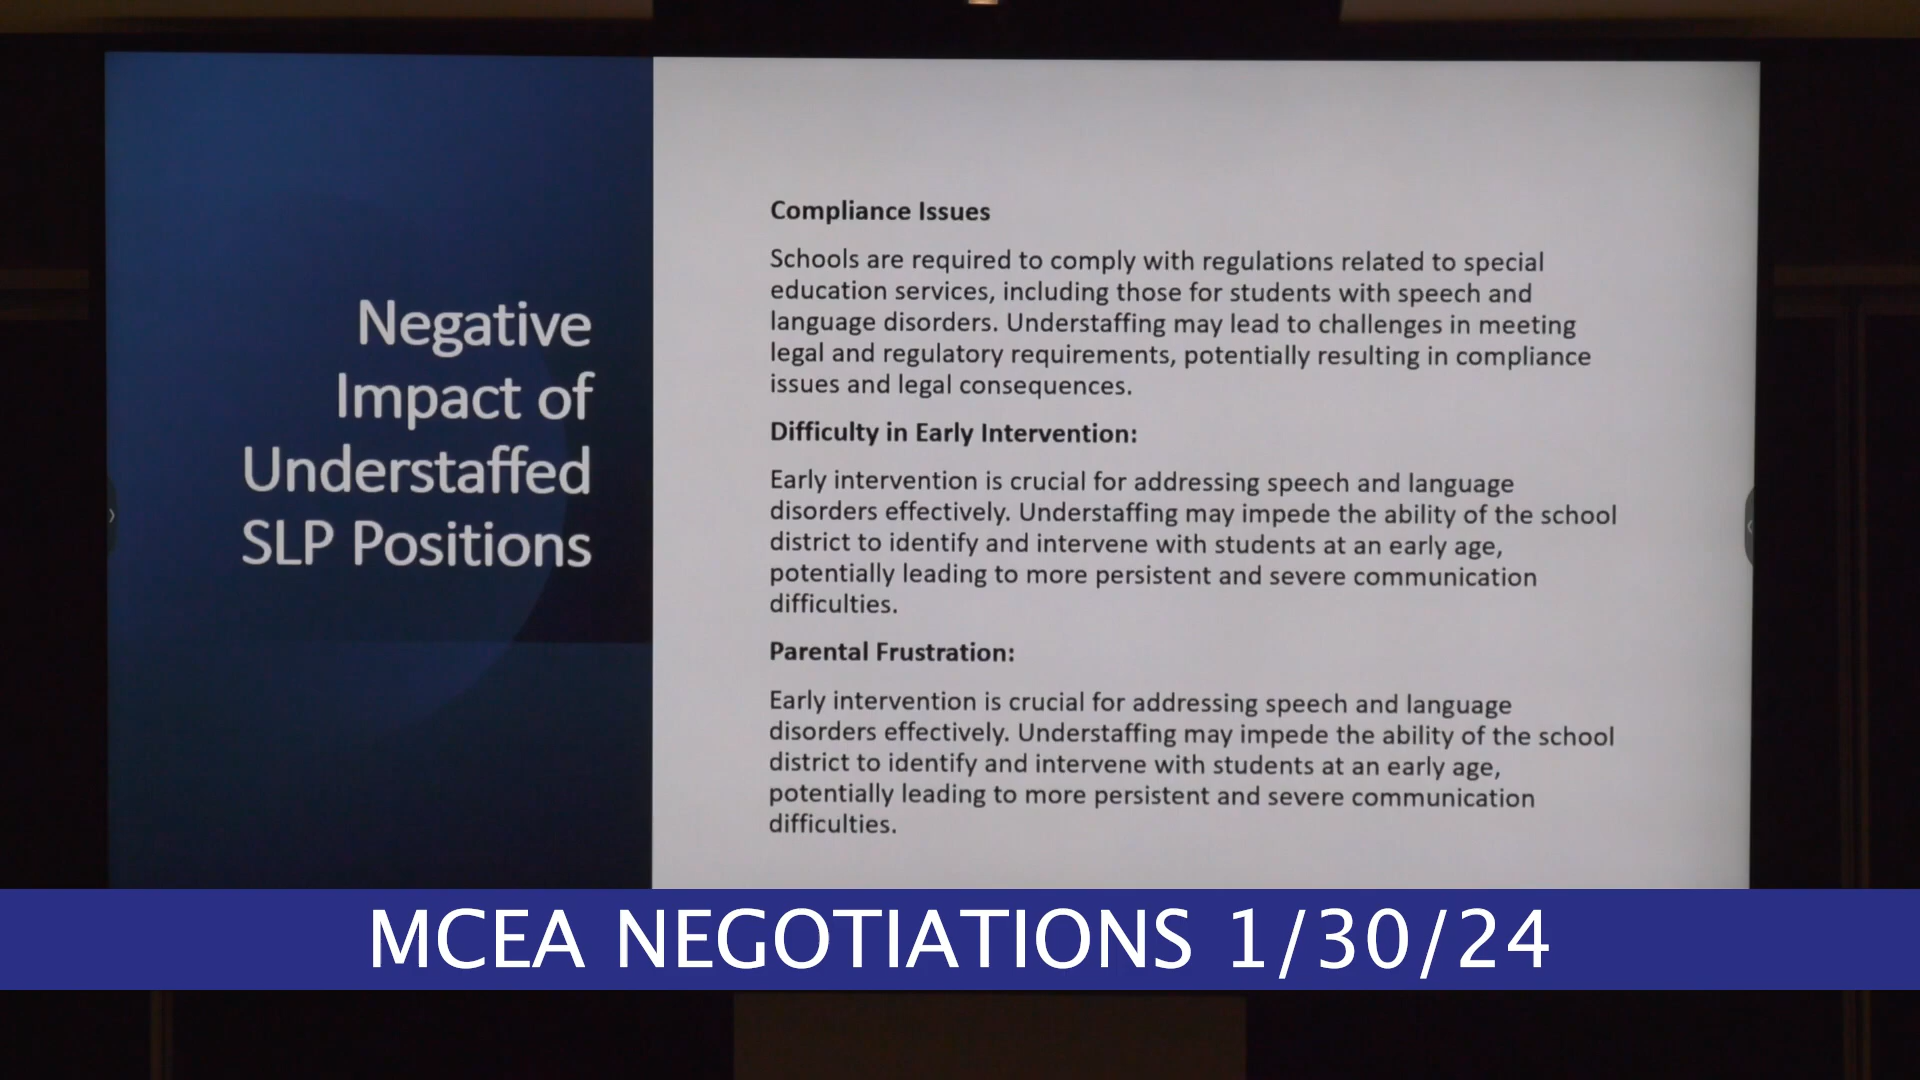 Negative
Impact of
Understaffed
SLP Positions
Compliance Issues
Schools are required to comply with regulations related to special
education services, including those for students with speech and
language disorders. Understaffing may lead to challenges in meeting
legal and regulatory requirements, potentially resulting in compliance
issues and legal consequences.
Difficulty in Early Intervention:
Early intervention is crucial for addressing speech and language
disorders effectively. Understaffing may impede the ability of the school
district to identify and intervene with students at an early age,
potentially leading to more persistent and severe communication
difficulties.
Parental Frustration:
Early intervention is crucial for addressing speech and language
disorders effectively. Understaffing may impede the ability of the school
district to identify and intervene with students at an early age,
potentially leading to more persistent and severe communication
difficulties.
MCEA NEGOTIATIONS 1/30/24